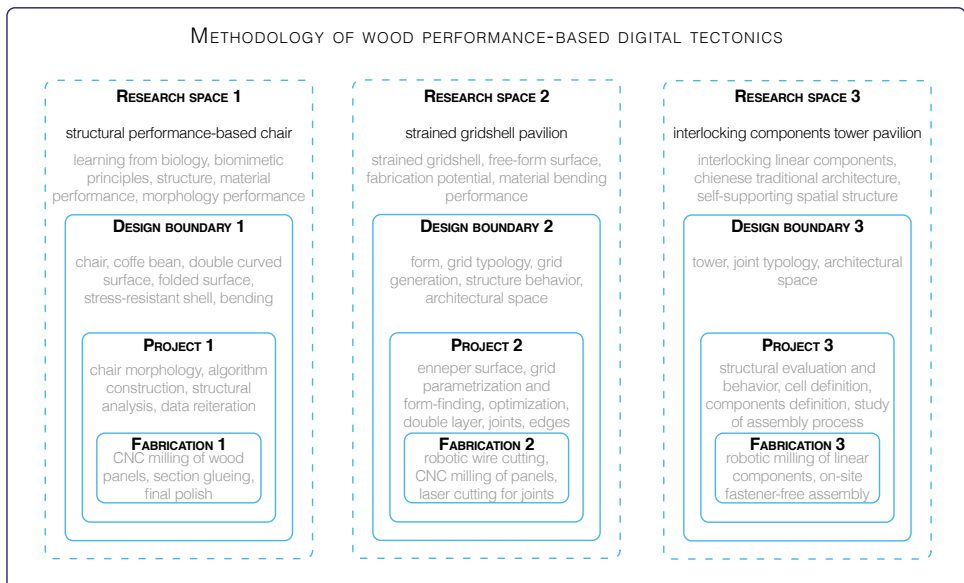 METHODOLOGY OF WOOD PERFORMANCE-BASED DIGITAL TECTONICS
RESEARCH SPACE 1
structural performance-based chair
learning from biology, biomimetic
principles, structure, material
performance, morphology performance
DESIGN BOUNDARY 1
chair, coffe bean, double curved
surface, folded surface,
stress-resistant shell, bending
PROJECT 1
chair morphology, algorithm
construction, structural
analysis, data reiteration
FABRICATION 1
CNC milling of wood
panels, section glueing,
final polish
RESEARCH SPACE 2
strained gridshell pavilion
strained gridshell, free-form surface,
fabrication potential, material bending
performance
DESIGN BOUNDARY 2
form, grid typology, grid
generation, structure behavior,
architectural space
PROJECT 2
enneper surface, grid
parametrization and
form-finding, optimization,
double layer, joints, edges
FABRICATION 2
robotic wire cutting,
CNC milling of panels,
laser cutting for joints
RESEARCH SPACE 3
interlocking components tower pavilion
interlocking linear components,
chienese traditional architecture,
self-supporting spatial structure
DESIGN BOUNDARY 3
tower, joint typology, architectural
space
PROJECT 3
structural evaluation and
behavior, cell definition,
components definition, study
of assembly process
FABRICATION 3
robotic milling of linear
components, on-site
fastener-free assembly